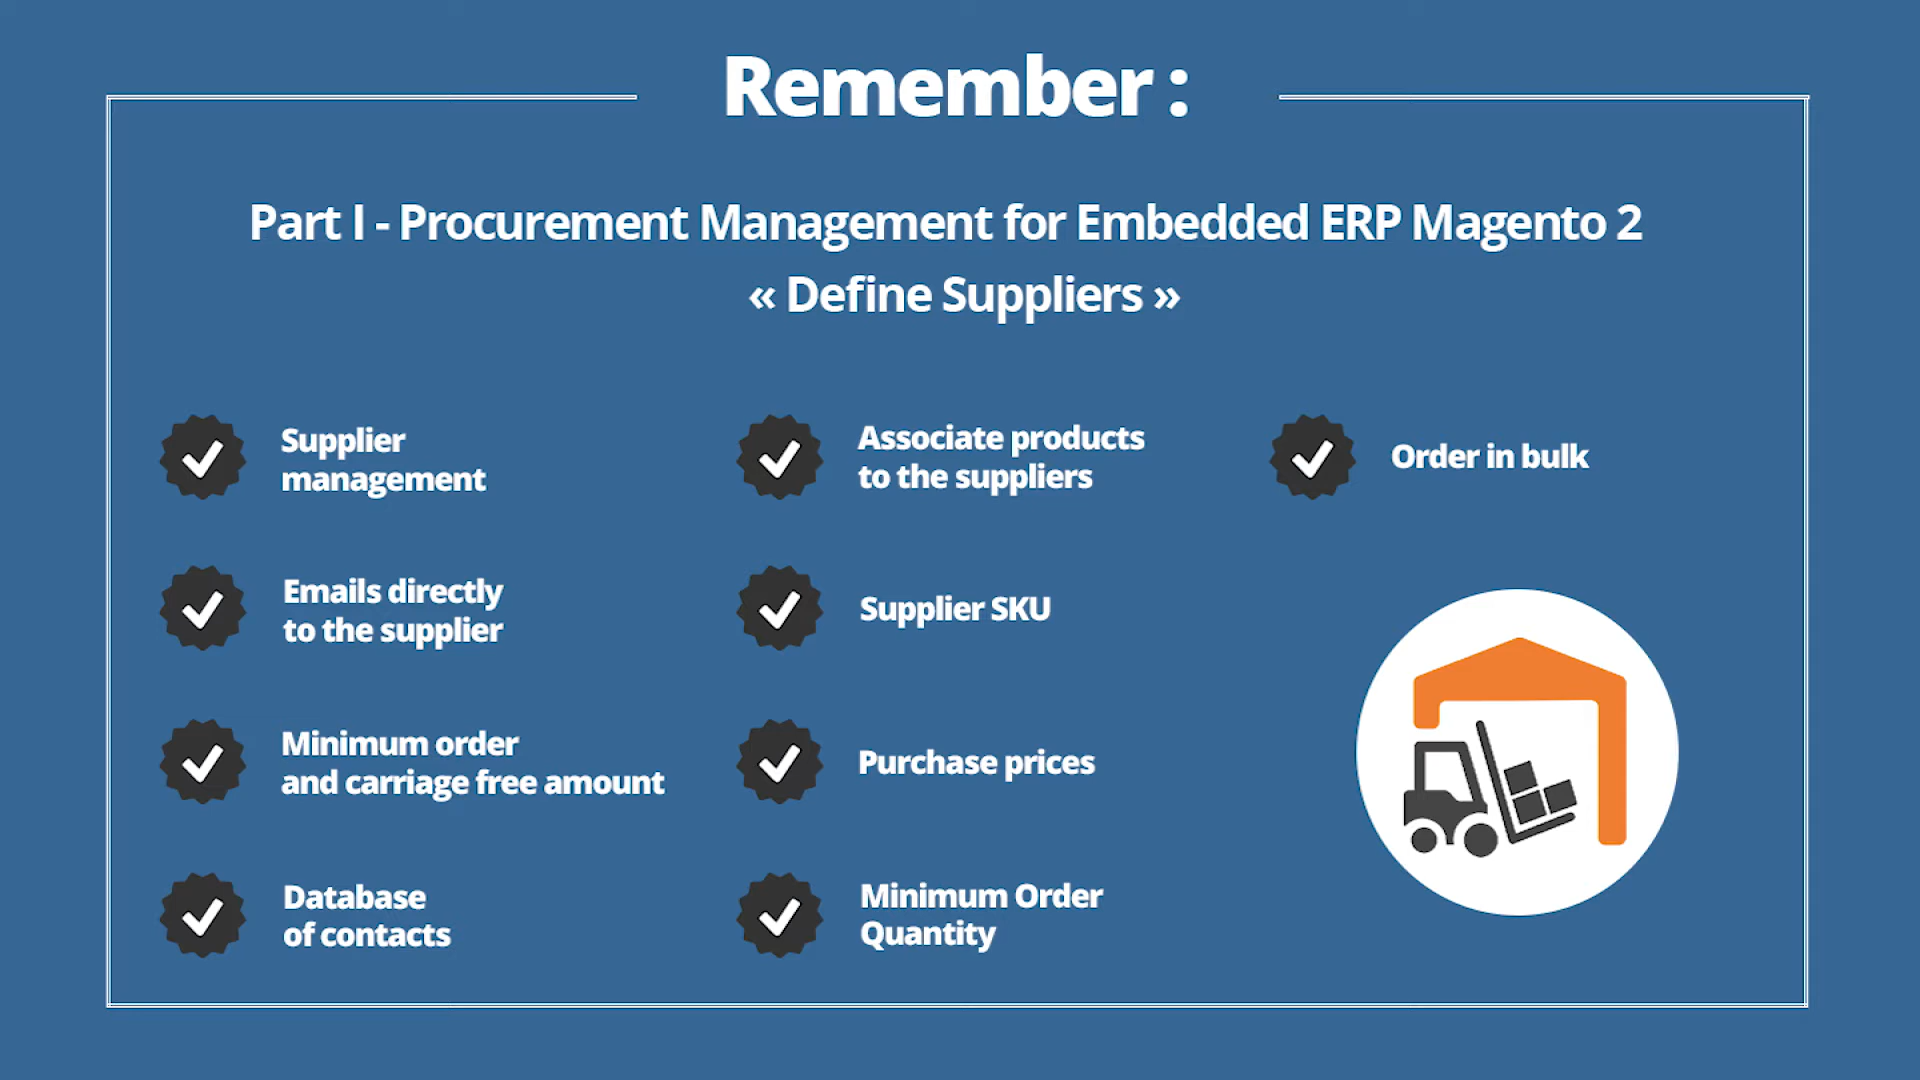 Remember :
Part I - Procurement Management for Embedded ERP Magento 2
« Define Suppliers »
Supplier
management
Emails directly
to the supplier
Minimum order
and carriage free amount
Database
of contacts
Associate products
to the suppliers
Supplier SKU
Purchase prices
Minimum Order
Quantity
Order in bulk